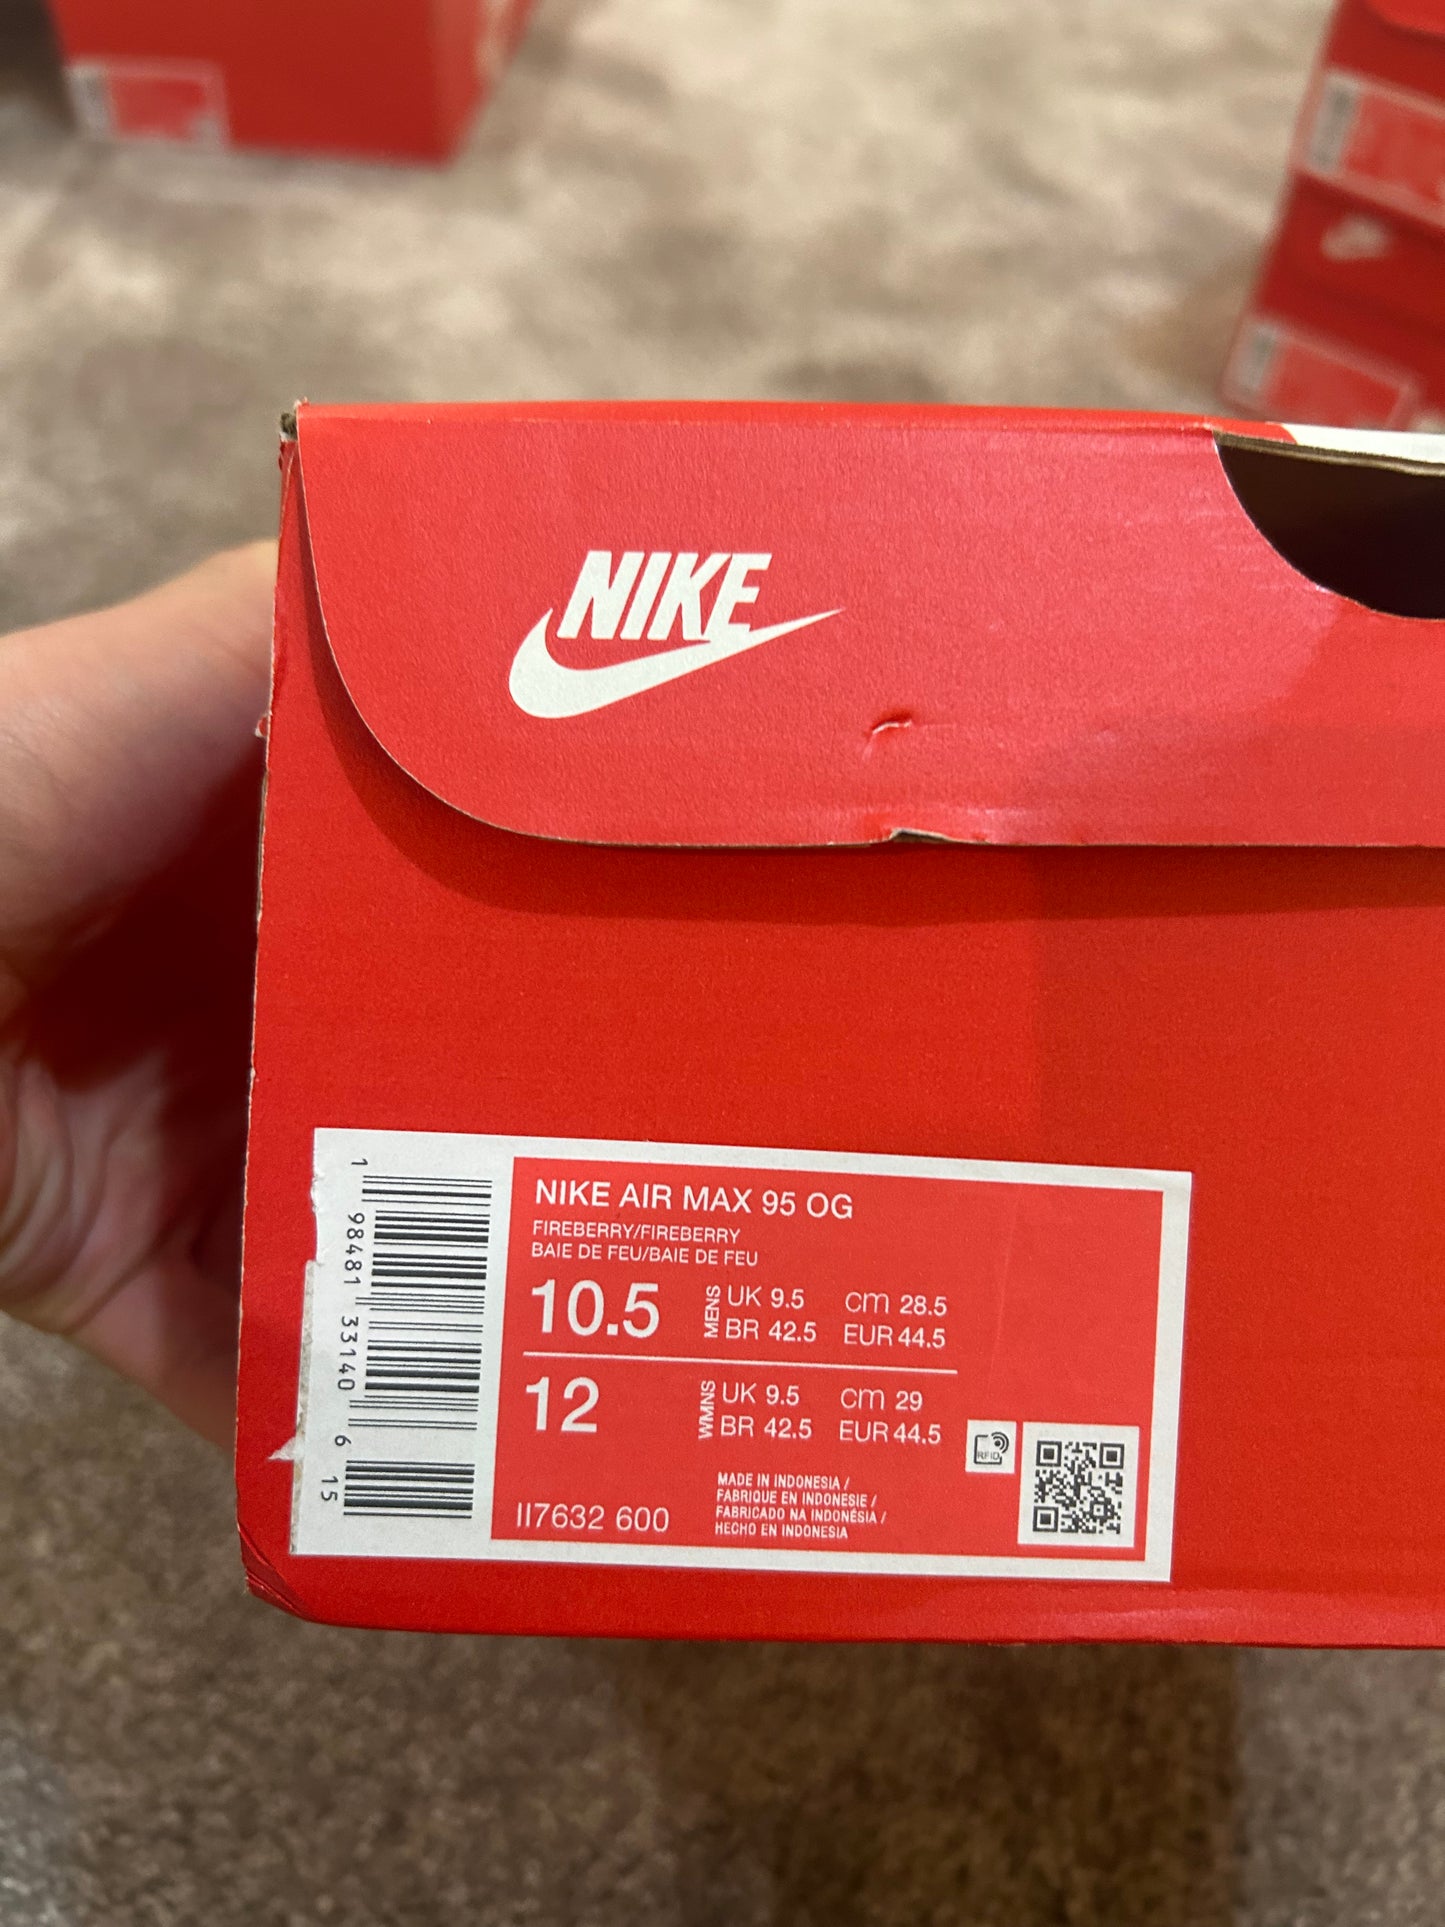 NIKE
NIKE AIR MAX 95 OG
FIREBERRY/FIREBERRY
BAIE DE FEU/BAIE DE FEU
10.5 MENS UK 9.5 cm 28.5
BR 42.5 EUR 44.5
12 WMNS UK 9.5 cm 29
BR 42.5 EUR 44.5
II7632 600
MADE IN INDONESIA /
FABRIQUE EN INDONESIE /
FABRICADO NA INDONÉSIA /
HECHO EN INDONESIA
RFID
1 98481 33140 6 15